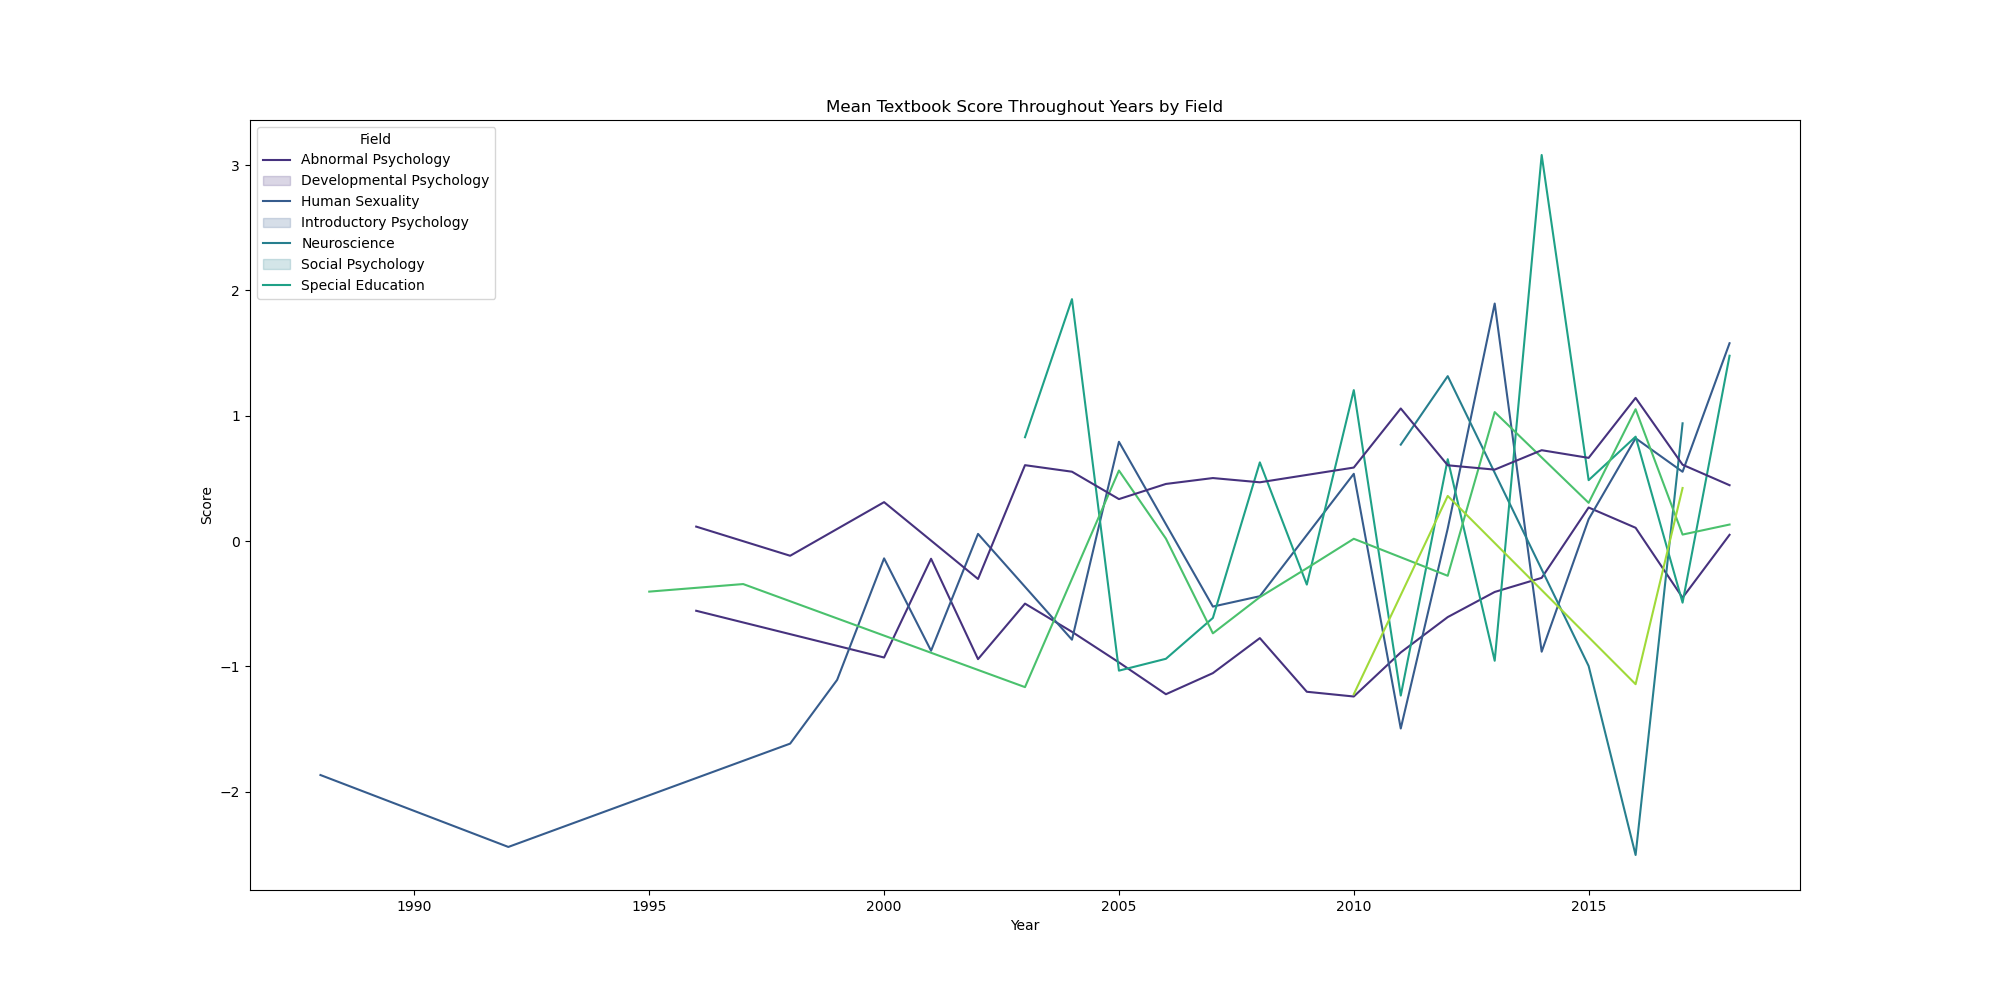 Mean Textbook Score Throughout Years by Field
Field
Abnormal Psychology
Developmental Psychology
Human Sexuality
Introductory Psychology
Neuroscience
Social Psychology
Special Education
3
2
1
0
−1
−2
Score
1990
1995
2000
2005
2010
2015
Year